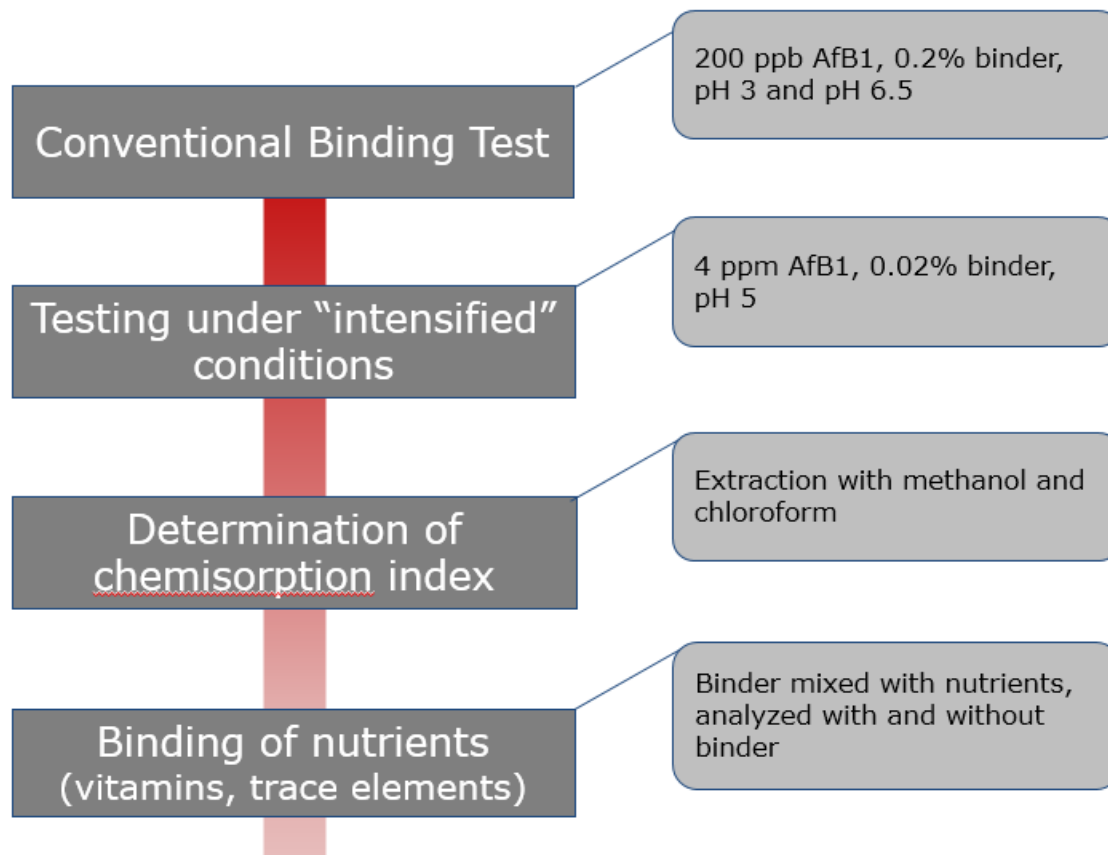 Conventional Binding Test
200 ppb AfB1, 0.2% binder,
pH 3 and pH 6.5
Testing under “intensified”
conditions
4 ppm AfB1, 0.02% binder,
pH 5
Determination of
chemisorption index
Extraction with methanol and
chloroform
Binding of nutrients
(vitamins, trace elements)
Binder mixed with nutrients,
analyzed with and without
binder